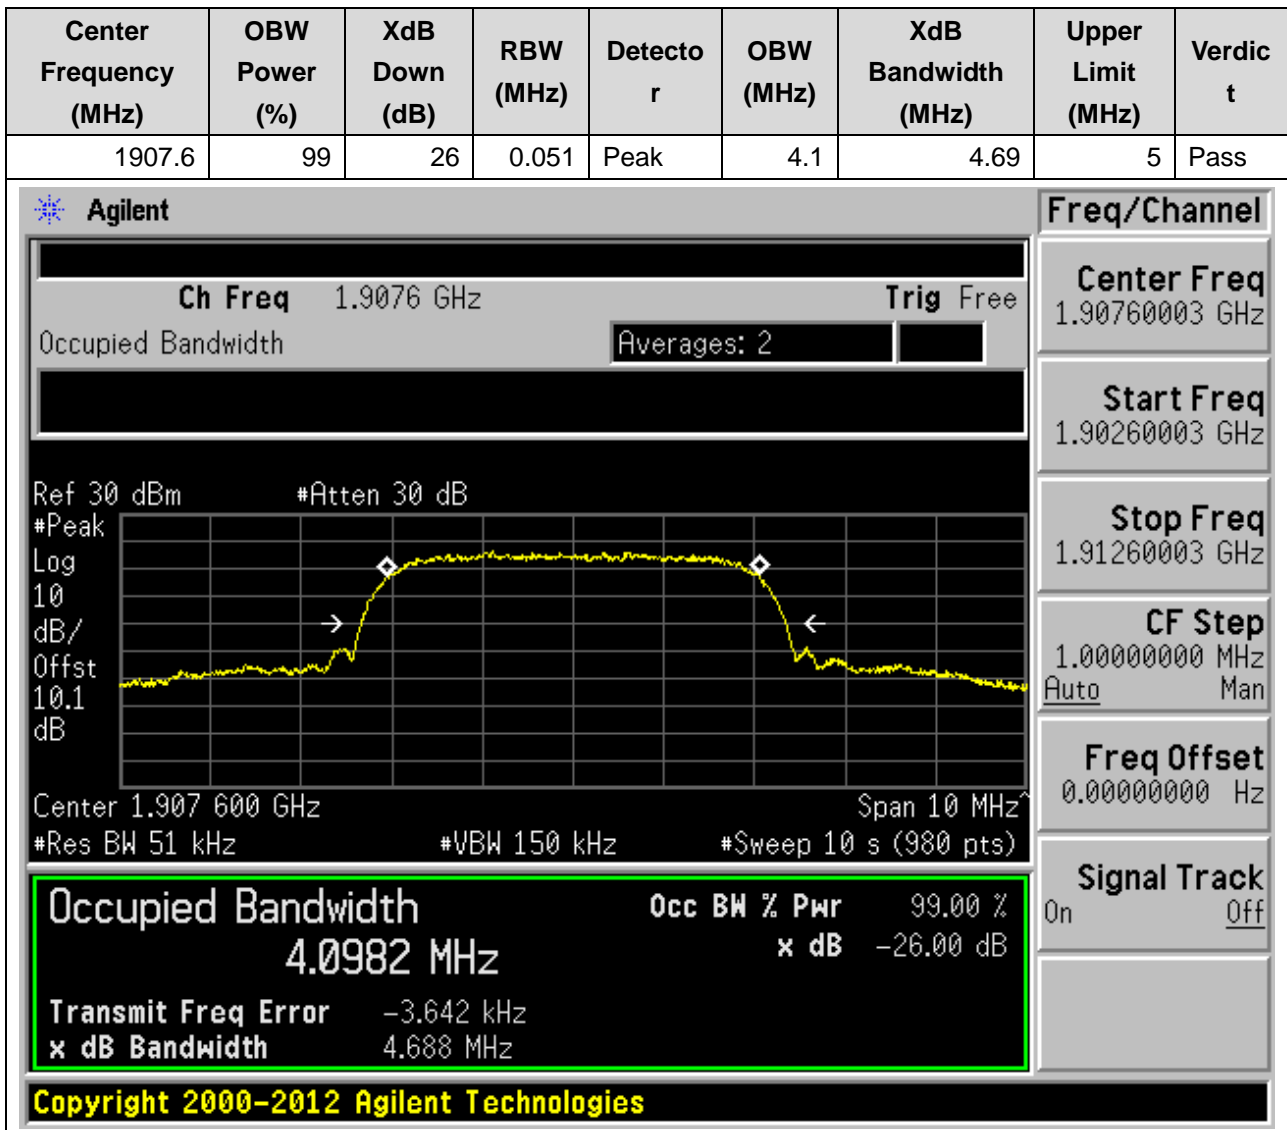 Center Frequency (MHz) OBW Power (%) XdB Down (dB) RBW (MHz) Detector OBW (MHz) XdB Bandwidth (MHz) Upper Limit (MHz) Verdict
1907.6 99 26 0.051 Peak 4.1 4.69 5 Pass
Agilent
Freq/Channel
Ch Freq 1.9076 GHz Trig Free
Occupied Bandwidth Averages: 2
Center Freq
1.90760003 GHz
Start Freq
1.90260003 GHz
Stop Freq
1.91260003 GHz
CF Step
1.00000000 MHz
Auto Man
Freq Offset
0.00000000 Hz
Signal Track
On Off
Ref 30 dBm #Atten 30 dB
#Peak
Log
10
dB/
Offst
10.1
dB
Center 1.907 600 GHz Span 10 MHz^
#Res BW 51 kHz #VBW 150 kHz #Sweep 10 s (980 pts)
Occupied Bandwidth
4.0982 MHz
Occ BW % Pwr 99.00 %
x dB -26.00 dB
Transmit Freq Error -3.642 kHz
x dB Bandwidth 4.688 MHz
Copyright 2000-2012 Agilent Technologies